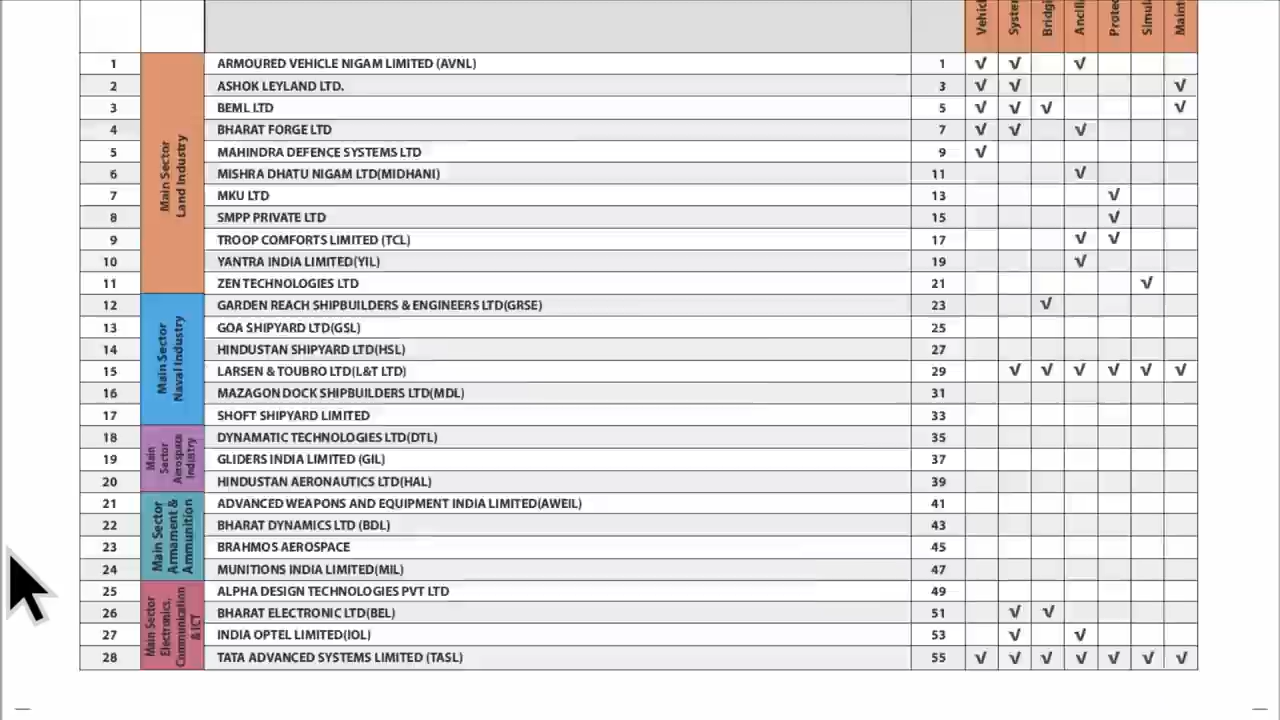 Vehic System Bridgi Ancill Protec Simul Maint
Main Sector
Land Industry
1 ARMOURED VEHICLE NIGAM LIMITED (AVNL) 1 √ √ √
2 ASHOK LEYLAND LTD. 3 √ √ √
3 BEML LTD 5 √ √ √ √
4 BHARAT FORGE LTD 7 √ √ √
5 MAHINDRA DEFENCE SYSTEMS LTD 9 √
6 MISHRA DHATU NIGAM LTD(MIDHANI) 11 √
7 MKU LTD 13 √
8 SMPP PRIVATE LTD 15 √
9 TROOP COMFORTS LIMITED (TCL) 17 √ √
10 YANTRA INDIA LIMITED(YIL) 19 √
11 ZEN TECHNOLOGIES LTD 21 √
Main Sector
Naval Industry
12 GARDEN REACH SHIPBUILDERS & ENGINEERS LTD(GRSE) 23 √
13 GOA SHIPYARD LTD(GSL) 25
14 HINDUSTAN SHIPYARD LTD(HSL) 27
15 LARSEN & TOUBRO LTD(L&T LTD) 29 √ √ √ √ √ √
16 MAZAGON DOCK SHIPBUILDERS LTD(MDL) 31
17 SHOFT SHIPYARD LIMITED 33
Main
Sector
Aerospace
Industry
18 DYNAMATIC TECHNOLOGIES LTD(DTL) 35
19 GLIDERS INDIA LIMITED (GIL) 37
20 HINDUSTAN AERONAUTICS LTD(HAL) 39
Main Sector
Armament &
Ammunition
21 ADVANCED WEAPONS AND EQUIPMENT INDIA LIMITED(AWEIL) 41
22 BHARAT DYNAMICS LTD (BDL) 43
23 BRAHMOS AEROSPACE 45
24 MUNITIONS INDIA LIMITED(MIL) 47
Main Sector
Electronics,
Communication
& ICT
25 ALPHA DESIGN TECHNOLOGIES PVT LTD 49
26 BHARAT ELECTRONIC LTD(BEL) 51 √ √
27 INDIA OPTEL LIMITED(IOL) 53 √ √
28 TATA ADVANCED SYSTEMS LIMITED (TASL) 55 √ √ √ √ √ √ √